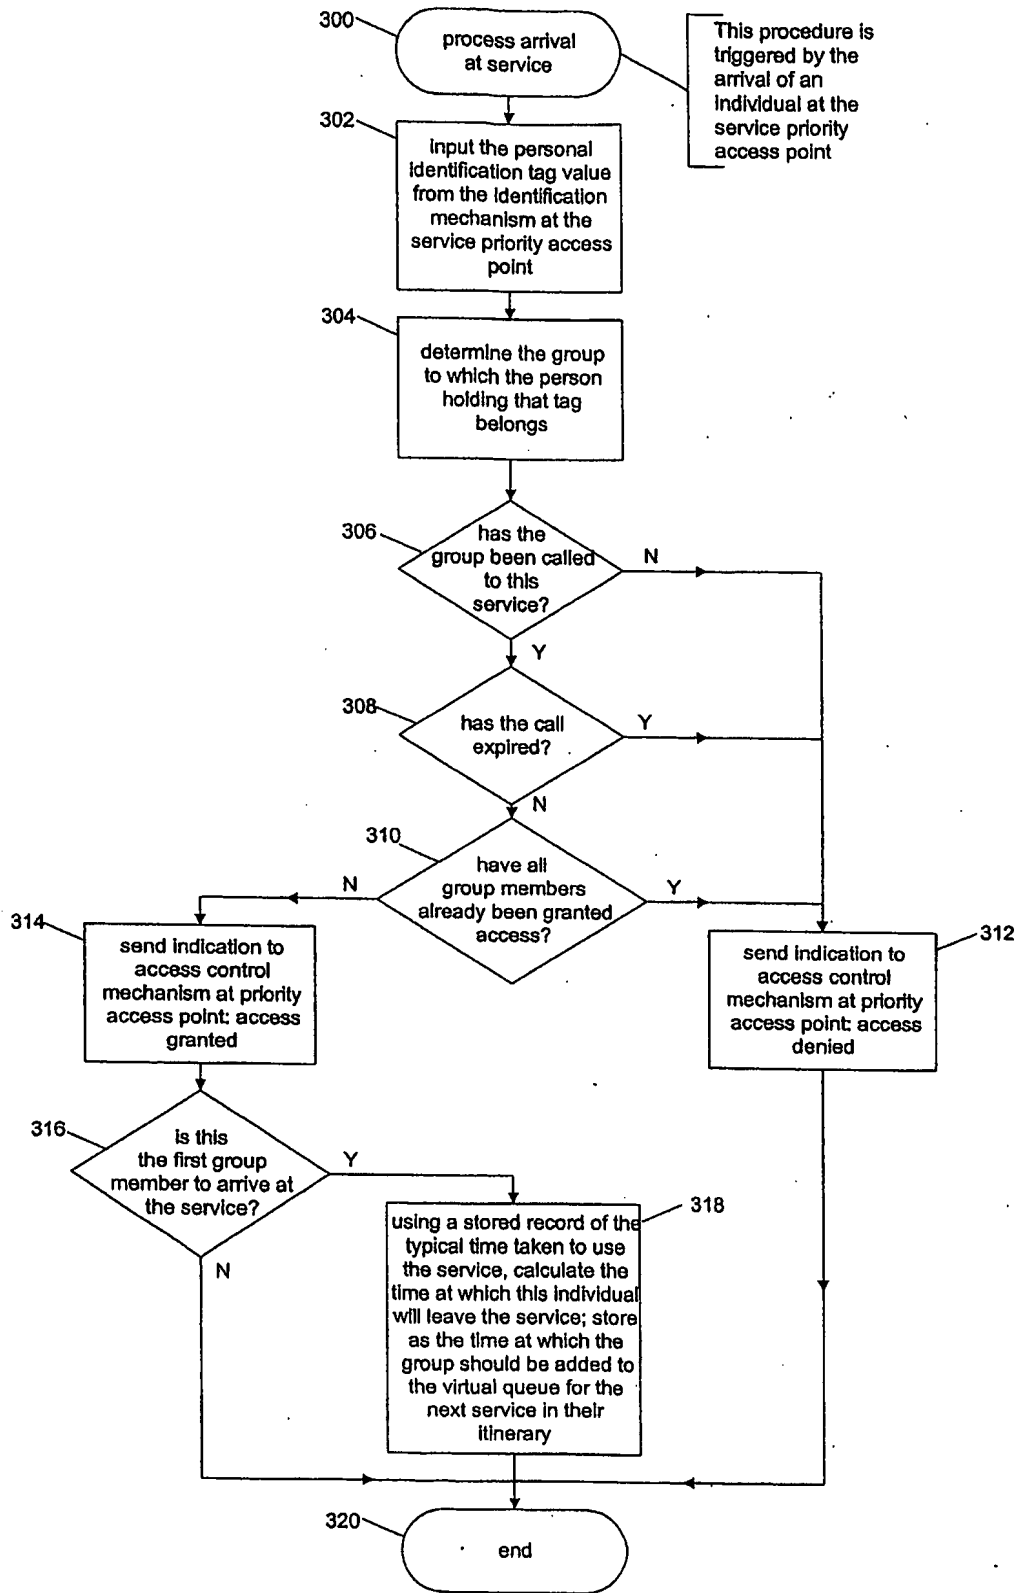 300
process arrival
at service
This procedure is
triggered by the
arrival of an
individual at the
service priority
access point
302
input the personal
identification tag value
from the identification
mechanism at the
service priority access
point
304
determine the group
to which the person
holding that tag
belongs
306
has the
group been called
to this
service?
N
Y
308
has the call
expired?
Y
N
310
have all
group members
already been granted
access?
N
Y
314
send indication to
access control
mechanism at priority
access point: access
granted
312
send indication to
access control
mechanism at priority
access point: access
denied
316
is this
the first group
member to arrive at
the service?
Y
N
318
using a stored record of the
typical time taken to use
the service, calculate the
time at which this individual
will leave the service; store
as the time at which the
group should be added to
the virtual queue for the
next service in their
itinerary
320
end